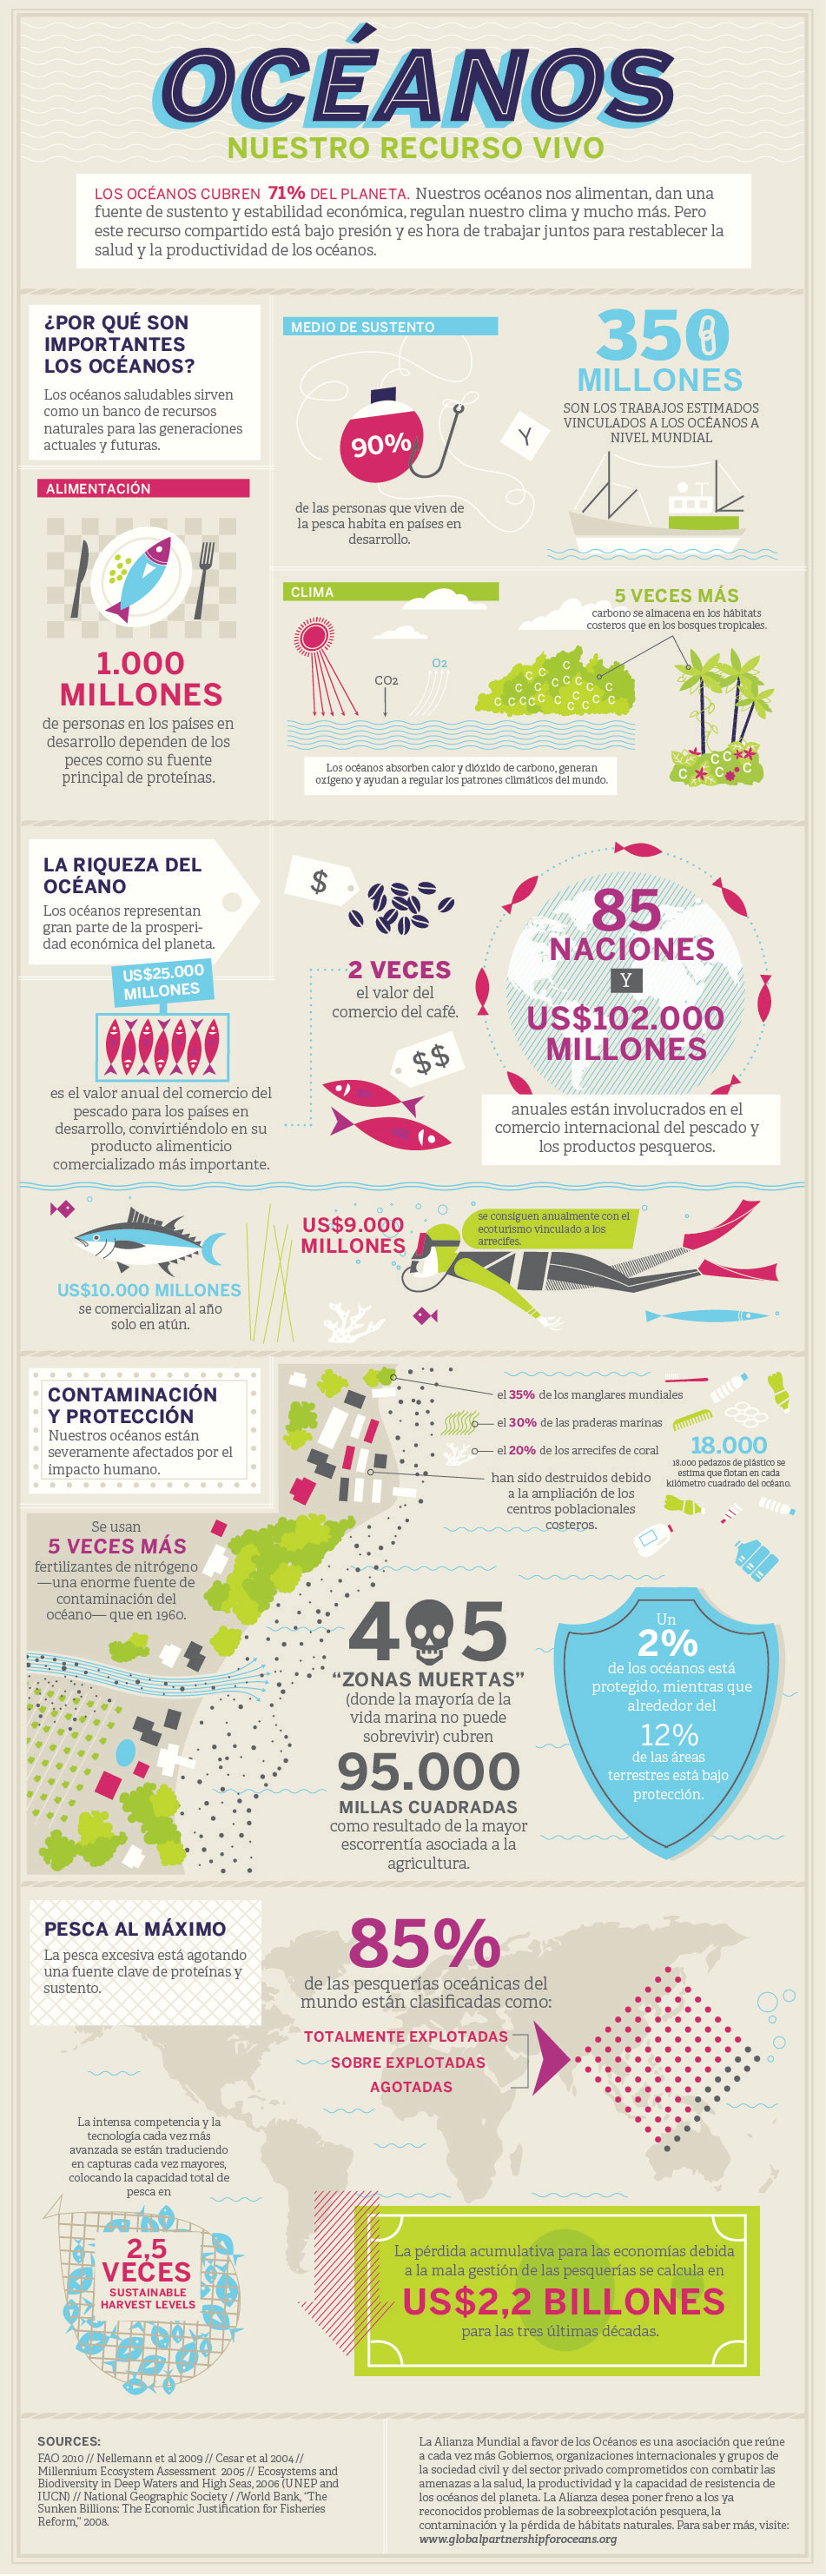 OCÉANOS
NUESTRO RECURSO VIVO
LOS OCÉANOS CUBREN 71% DEL PLANETA. Nuestros océanos nos alimentan, dan una
fuente de sustento y estabilidad económica, regulan nuestro clima y mucho más. Pero
este recurso compartido está bajo presión y es hora de trabajar juntos para restablecer la
salud y la productividad de los océanos.
¿POR QUÉ SON
IMPORTANTES
LOS OCÉANOS?
Los océanos saludables sirven
como un banco de recursos
naturales para las generaciones
actuales y futuras.
ALIMENTACIÓN
1.000
MILLONES
de personas en los países en
desarrollo dependen de los
peces como su fuente
principal de proteínas.
MEDIO DE SUSTENTO
90%
de las personas que viven de
la pesca habita en países en
desarrollo.
Y
350
MILLONES
SON LOS TRABAJOS ESTIMADOS
VINCULADOS A LOS OCÉANOS A
NIVEL MUNDIAL
CLIMA
5 VECES MÁS
carbono se almacena en los hábitats
costeros que en los bosques tropicales.
CO2
O2
C C C C C C C C C C C C C C C C C C C C
C C C C C
Los océanos absorben calor y dióxido de carbono, generan
oxígeno y ayudan a regular los patrones climáticos del mundo.
LA RIQUEZA DEL
OCÉANO
Los océanos representan
gran parte de la prosperi-
dad económica del planeta.
US$25.000
MILLONES
es el valor anual del comercio del
pescado para los países en
desarrollo, convirtiéndolo en su
producto alimenticio
comercializado más importante.
$
2 VECES
el valor del
comercio del café.
$$
85
NACIONES
Y
US$102.000
MILLONES
anuales están involucrados en el
comercio internacional del pescado y
los productos pesqueros.
US$10.000 MILLONES
se comercializan al año
solo en atún.
US$9.000
MILLONES
se consiguen anualmente con el
ecoturismo vinculado a los
arrecifes.
CONTAMINACIÓN
Y PROTECCIÓN
Nuestros océanos están
severamente afectados por el
impacto humano.
el 35% de los manglares mundiales
el 30% de las praderas marinas
el 20% de los arrecifes de coral
han sido destruidos debido
a la ampliación de los
centros poblacionales
costeros.
18.000
18.000 pedazos de plástico se
estima que flotan en cada
kilómetro cuadrado del océano.
Se usan
5 VECES MÁS
fertilizantes de nitrógeno
—una enorme fuente de
contaminación del
océano— que en 1960.
405
“ZONAS MUERTAS”
(donde la mayoría de la
vida marina no puede
sobrevivir) cubren
95.000
MILLAS CUADRADAS
como resultado de la mayor
escorrentía asociada a la
agricultura.
Un
2%
de los océanos está
protegido, mientras que
alrededor del
12%
de las áreas
terrestres está bajo
protección.
PESCA AL MÁXIMO
La pesca excesiva está agotando
una fuente clave de proteínas y
sustento.
85%
de las pesquerías oceánicas del
mundo están clasificadas como:
TOTALMENTE EXPLOTADAS
SOBRE EXPLOTADAS
AGOTADAS
La intensa competencia y la
tecnología cada vez más
avanzada se están traduciendo
en capturas cada vez mayores,
colocando la capacidad total de
pesca en
2,5
VECES
SUSTAINABLE
HARVEST LEVELS
La pérdida acumulativa para las economías debida
a la mala gestión de las pesquerías se calcula en
US$2,2 BILLONES
para las tres últimas décadas.
SOURCES:
FAO 2010 // Nellemann et al 2009 // Cesar et al 2004 //
Millennium Ecosystem Assessment 2005 // Ecosystems and
Biodiversity in Deep Waters and High Seas, 2006 (UNEP and
IUCN) // National Geographic Society / /World Bank, “The
Sunken Billions: The Economic Justification for Fisheries
Reform,” 2008.
La Alianza Mundial a favor de los Océanos es una asociación que reúne
a cada vez más Gobiernos, organizaciones internacionales y grupos de
la sociedad civil y del sector privado comprometidos con combatir las
amenazas a la salud, la productividad y la capacidad de resistencia de
los océanos del planeta. La Alianza desea poner freno a los ya
reconocidos problemas de la sobreexplotación pesquera, la
contaminación y la pérdida de hábitats naturales. Para saber más, visite:
www.globalpartnershipforoceans.org